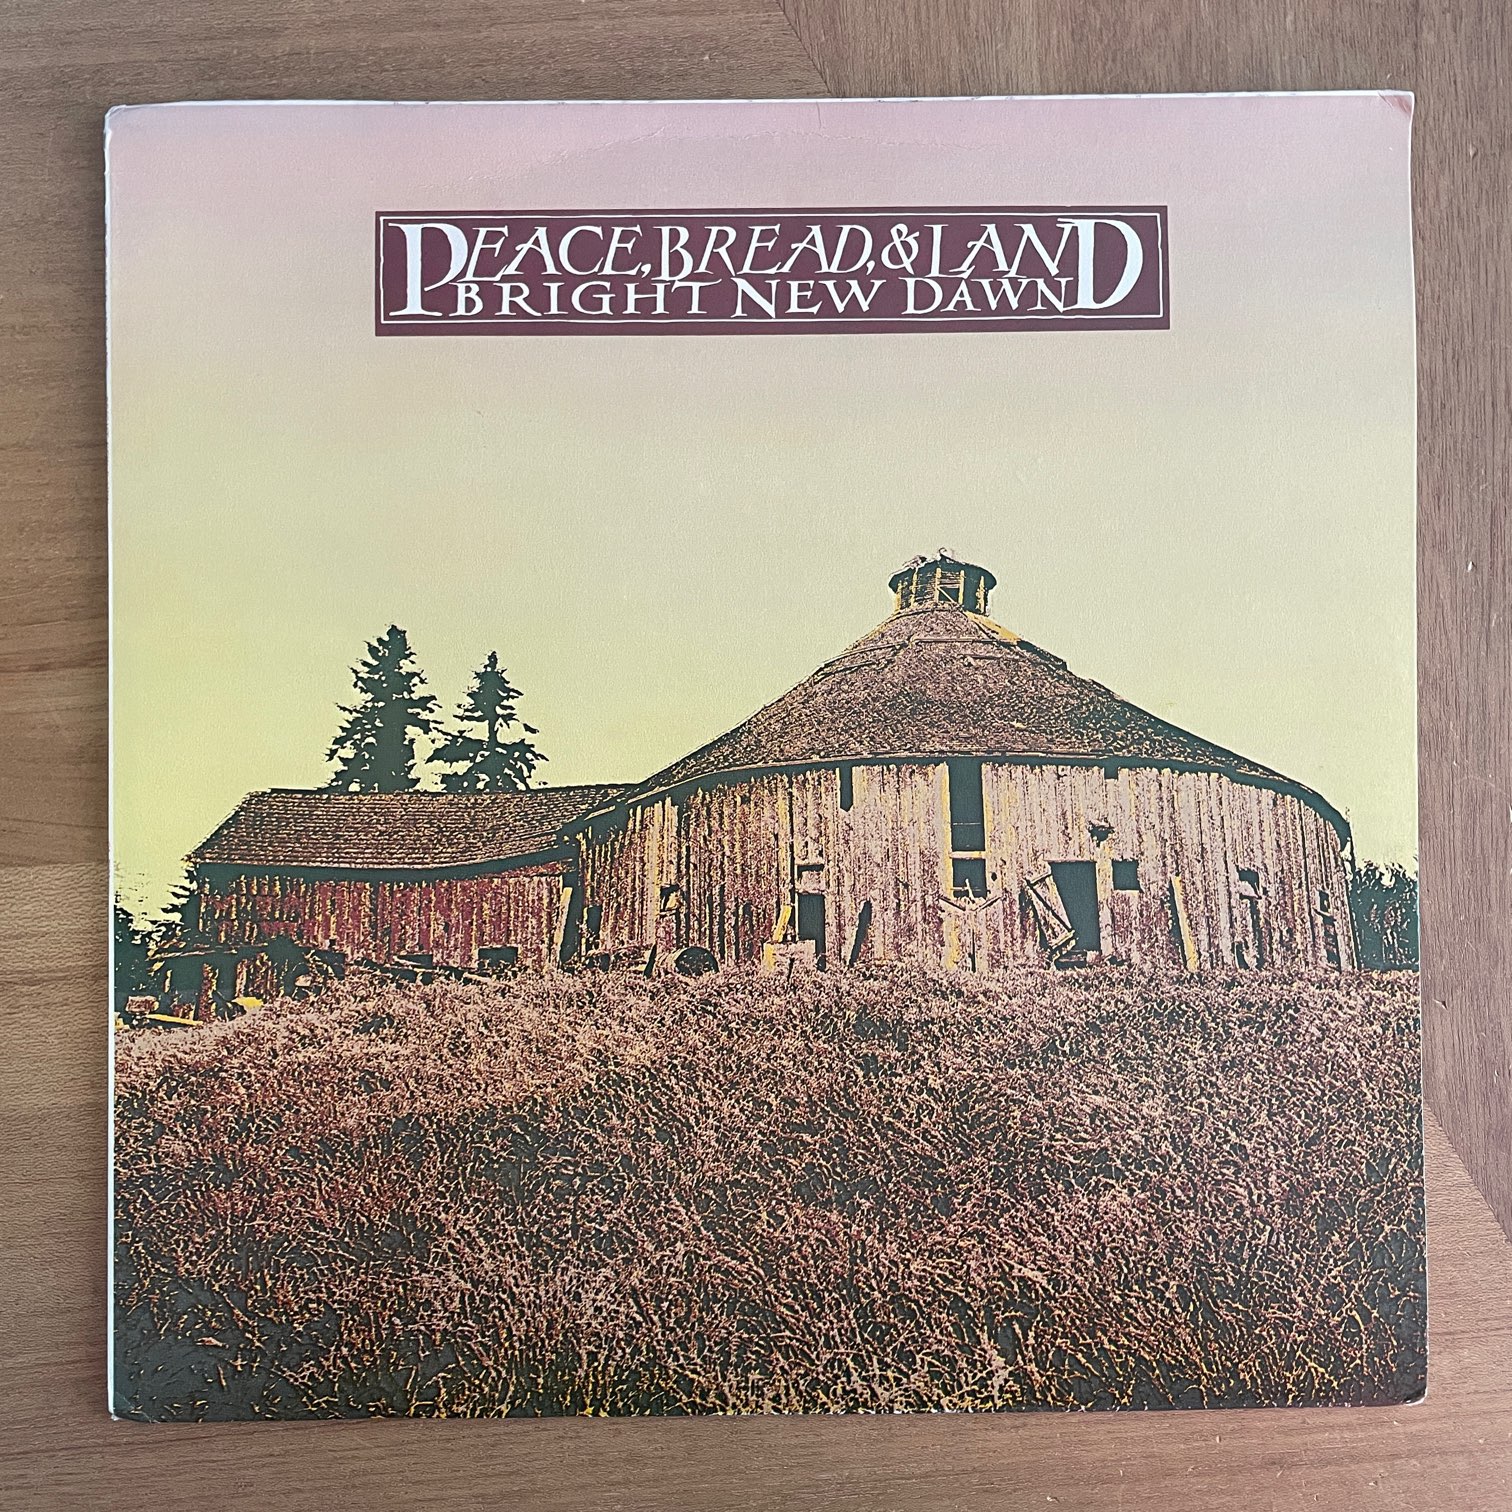 PEACE, BREAD, & LAND
BRIGHT NEW DAWN